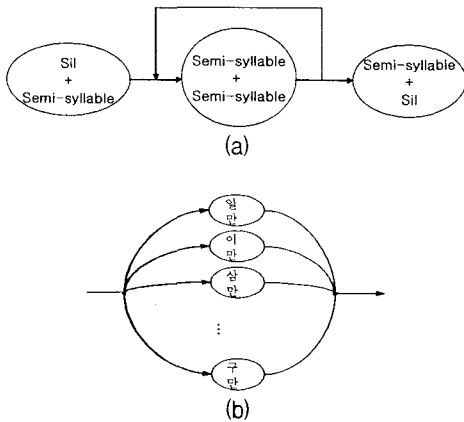 Sil
+
Semi-syllable
Semi-syllable
+
Semi-syllable
Semi-syllable
+
Sil
(a)
일
만
이
만
삼
만
⋮
구
만
(b)